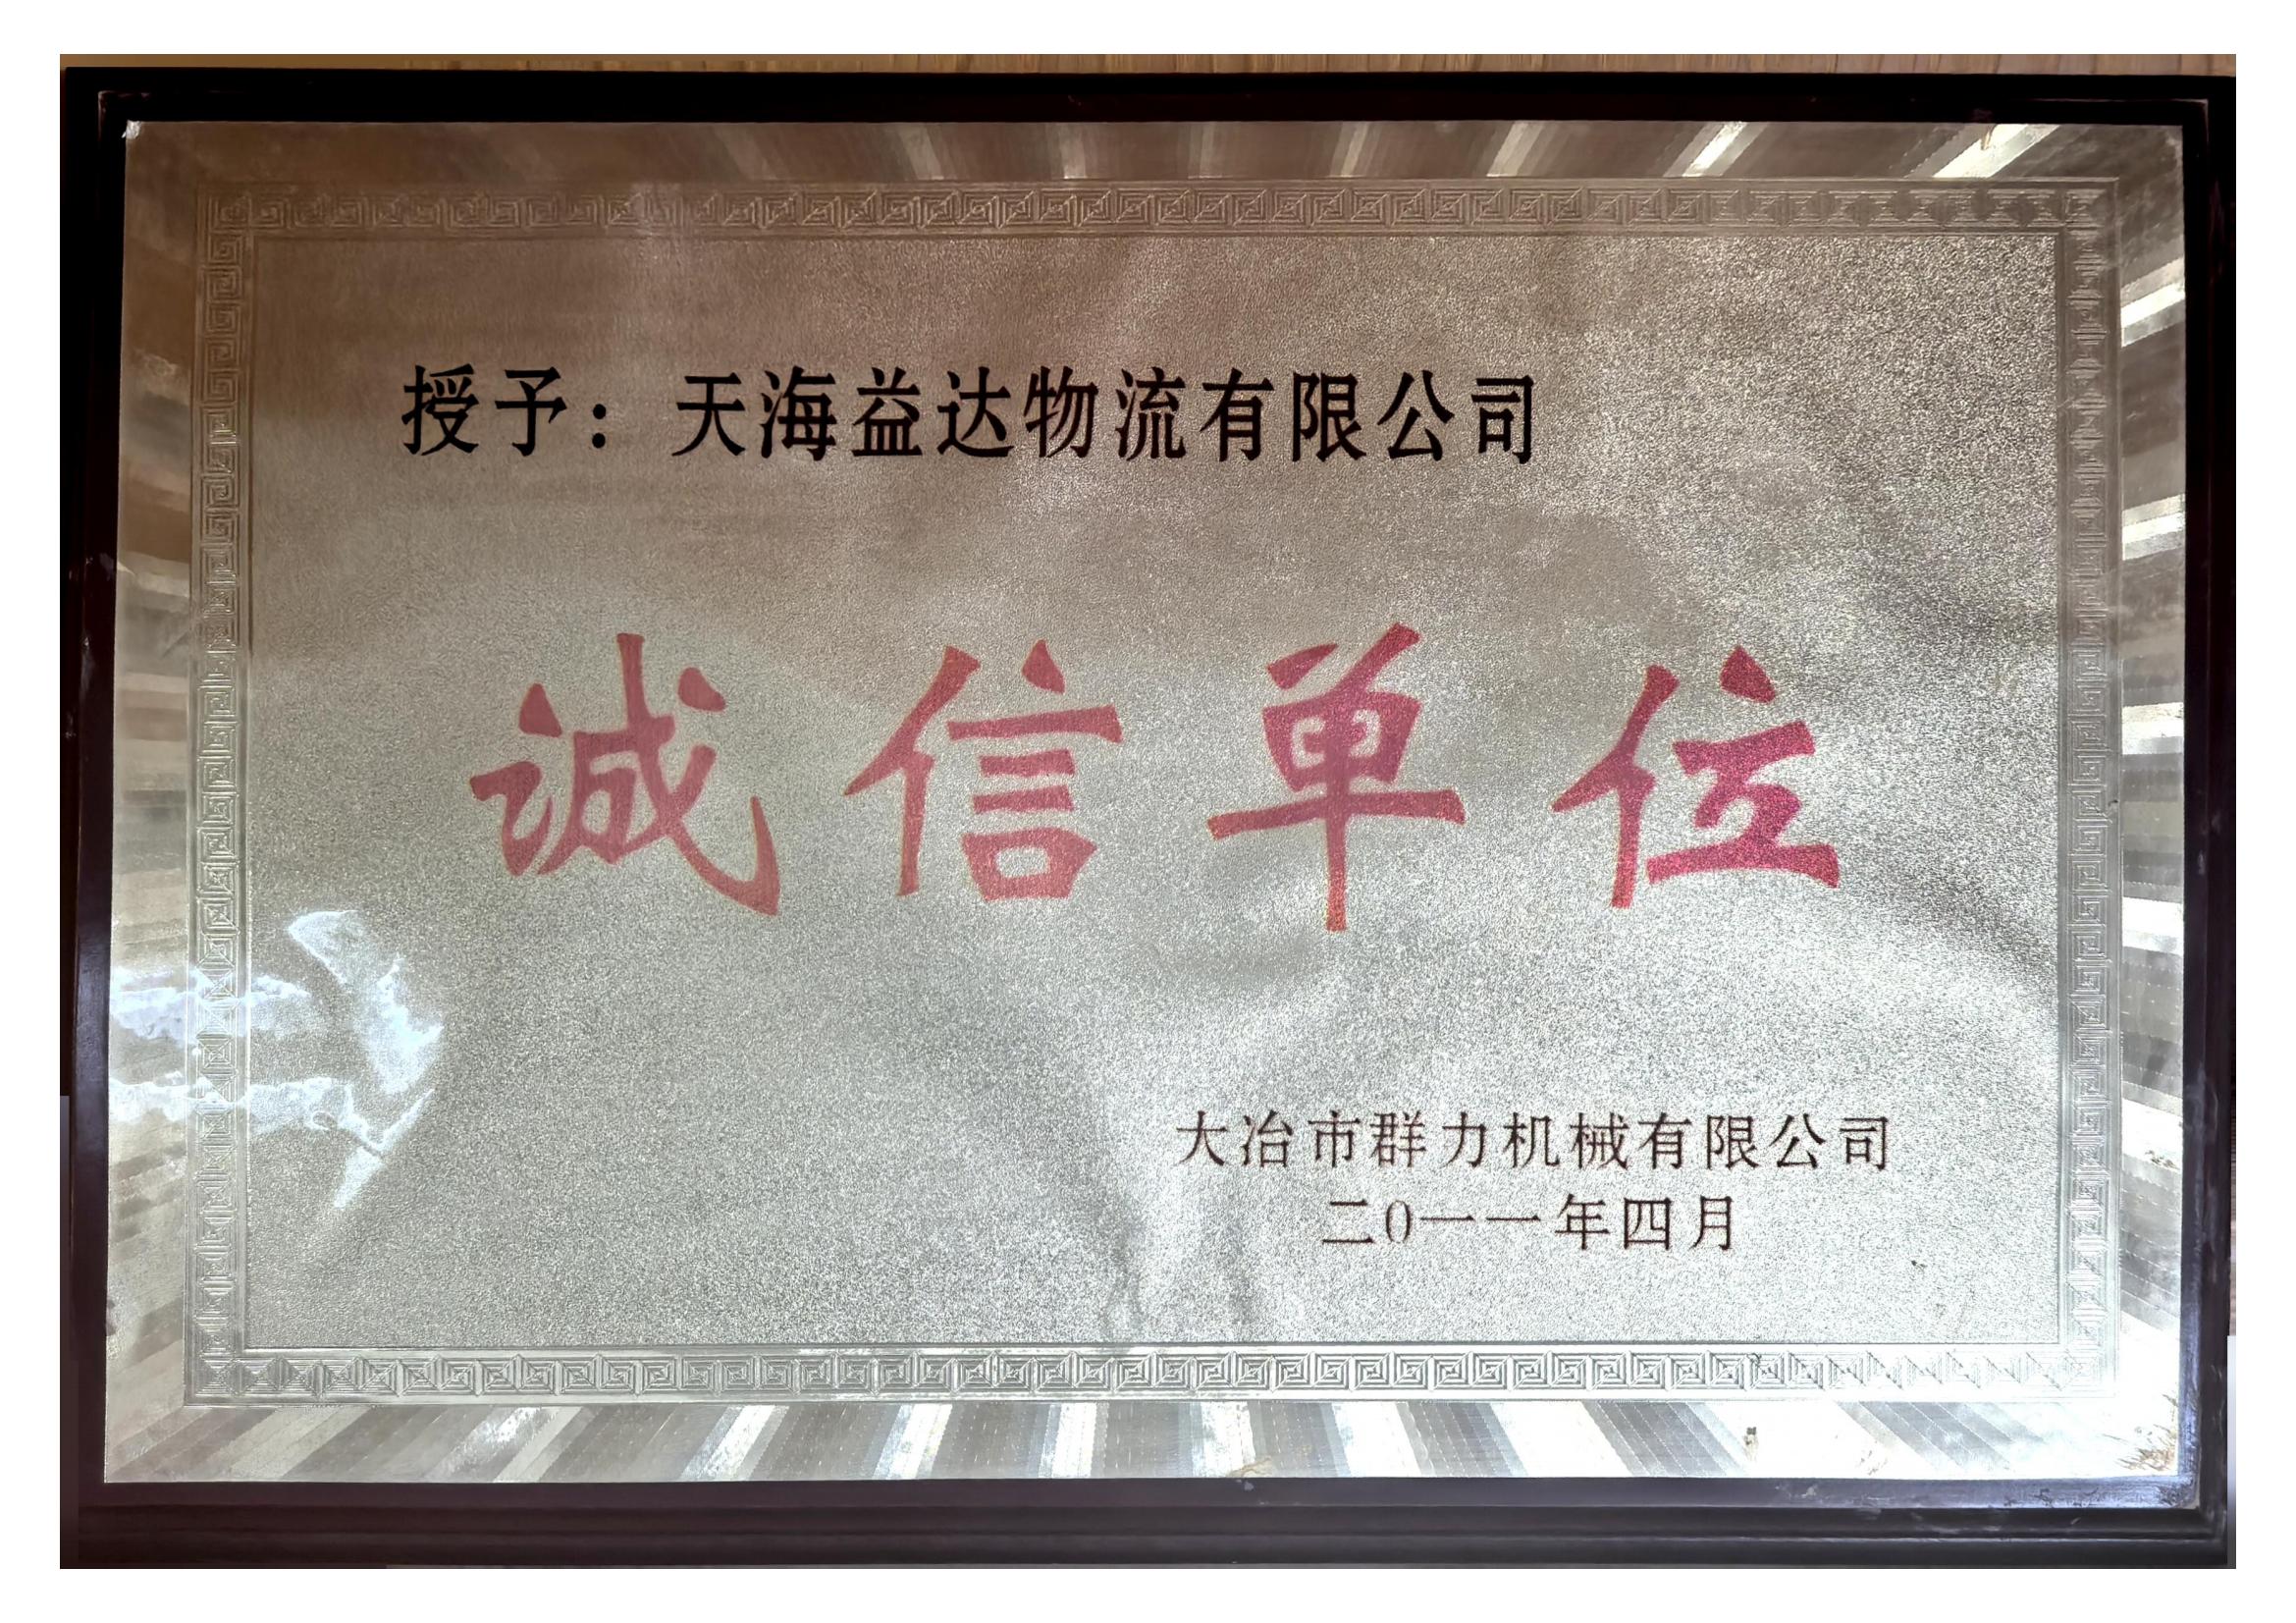 授予：天海益达物流有限公司
诚信单位
大冶市群力机械有限公司
二0一一年四月